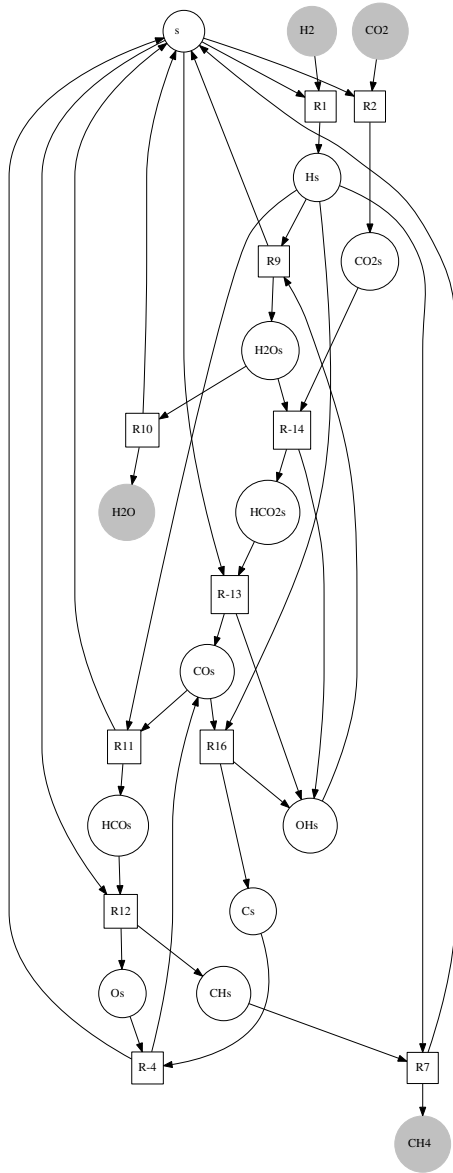 s
H2
CO2
R1
R2
Hs
R9
CO2s
H2Os
R10
R-14
H2O
HCO2s
R-13
COs
R11
R16
HCOs
OHs
R12
Cs
Os
CHs
R-4
R7
CH4